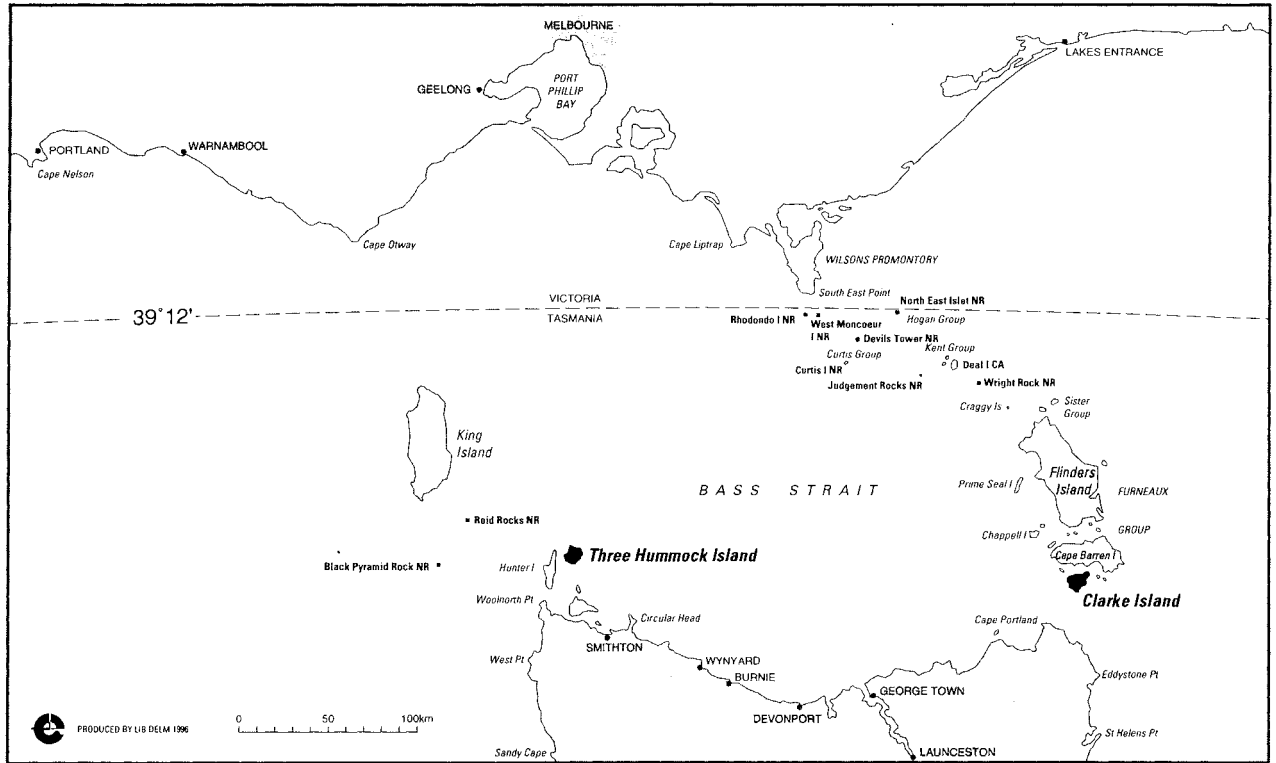 MELBOURNE
LAKES ENTRANCE
GEELONG
PORT
PHILLIP
BAY
PORTLAND
WARNAMBOOL
Cape Nelson
Cape Otway
Cape Liptrap
WILSONS PROMONTORY
South East Point
VICTORIA
39°12'
TASMANIA
North East Islet NR
Hogan Group
Rhodondo I NR
West Moncoeur
I NR
Devils Tower NR
Kent Group
Curtis Group
Curtis I NR
Deal I CA
Judgement Rocks NR
Wright Rock NR
Craggy Is
Sister
Group
King
Island
BASS STRAIT
Flinders
Island
Prime Seal I
FURNEAUX
GROUP
Chappell I
Cape Barren I
Clarke Island
Reid Rocks NR
Three Hummock Island
Black Pyramid Rock NR
Hunter I
Woolnorth Pt
Circular Head
Cape Portland
SMITHTON
West Pt
WYNYARD
BURNIE
Eddystone Pt
GEORGE TOWN
DEVONPORT
PRODUCED BY LIB DELM 1996
0 50 100km
St Helens Pt
Sandy Cape
LAUNCESTON